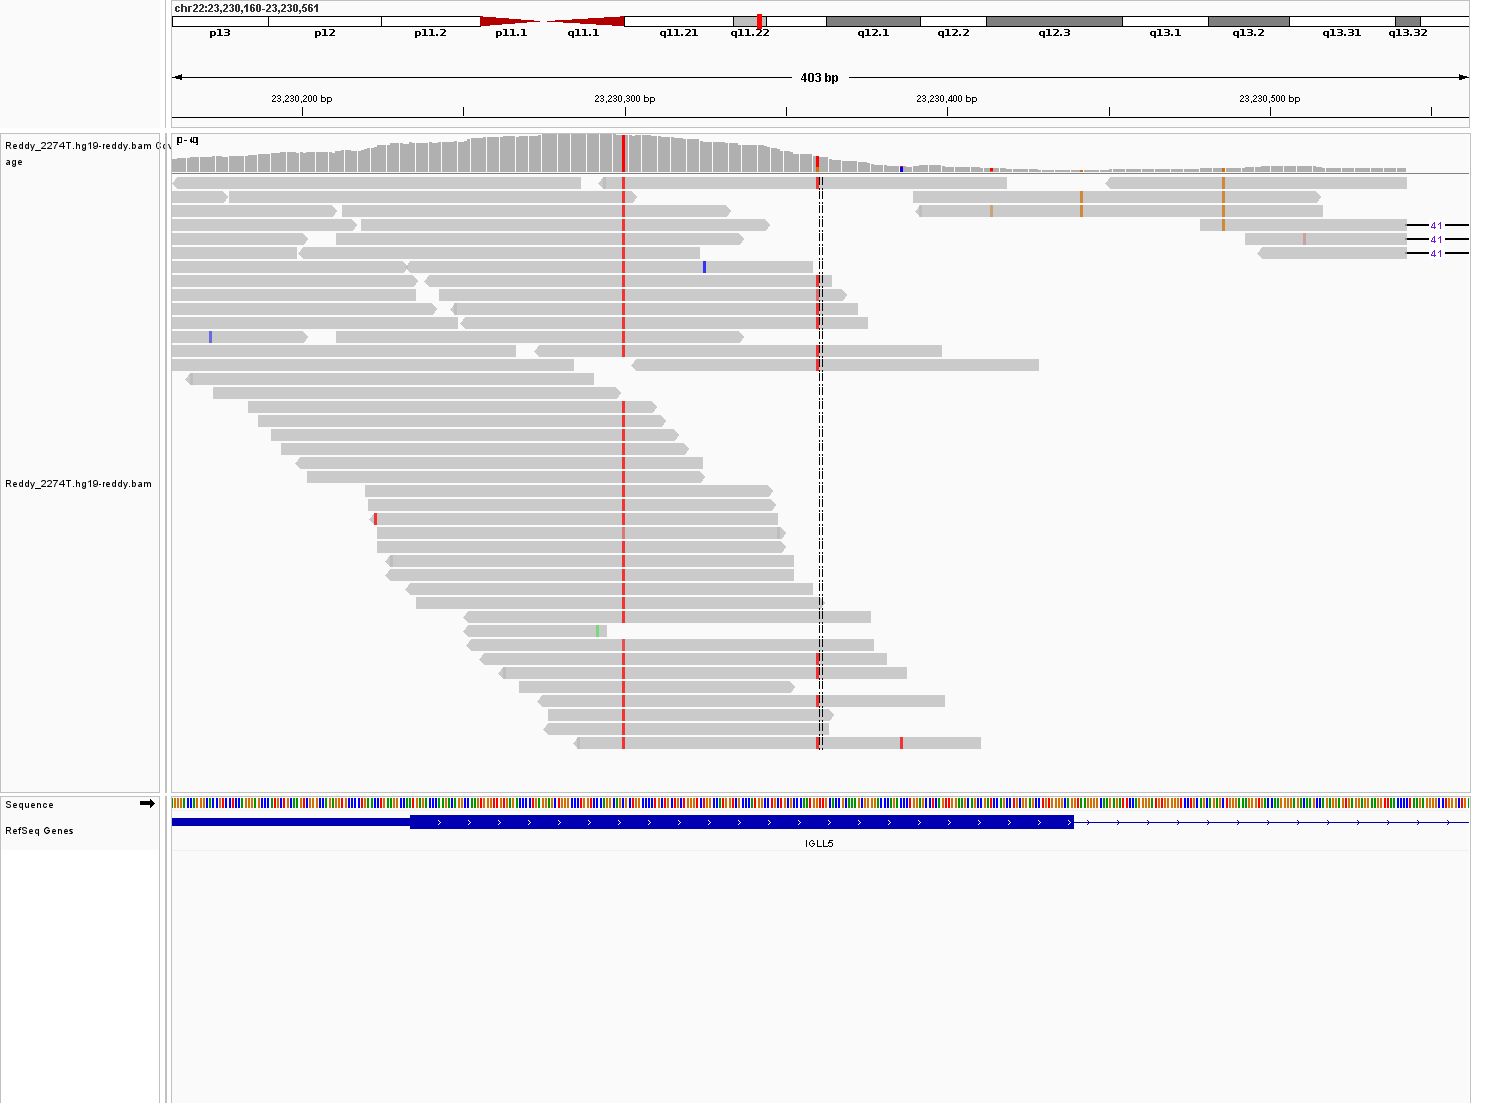 chr22:23,230,160-23,230,561
p13 p12 p11.2 p11.1 q11.1 q11.21 q11.22 q12.1 q12.2 q12.3 q13.1 q13.2 q13.31 q13.32
403 bp
23,230,200 bp 23,230,300 bp 23,230,400 bp 23,230,500 bp
Reddy_2274T.hg19-reddy.bam Cov
age
41
41
41
Reddy_2274T.hg19-reddy.bam
Sequence
RefSeq Genes
IGLL5